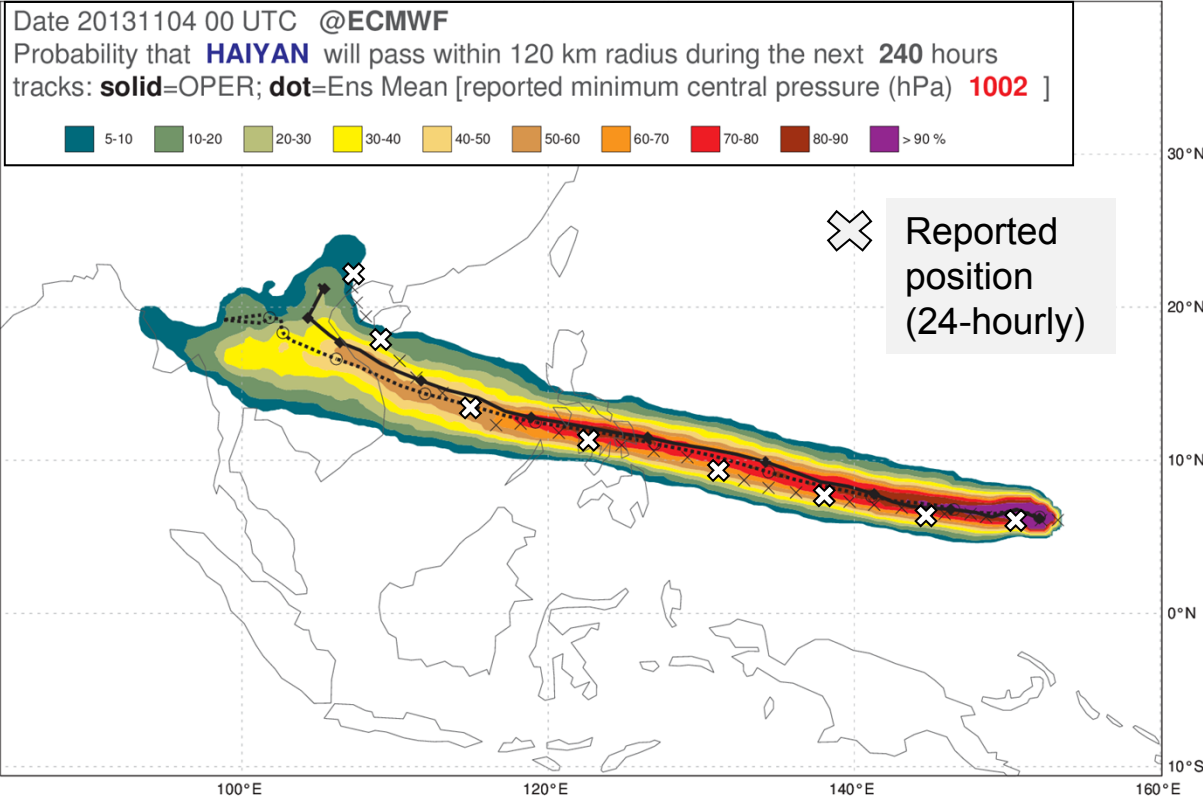 Date 20131104 00 UTC @ECMWF
Probability that HAIYAN will pass within 120 km radius during the next 240 hours
tracks: solid=OPER; dot=Ens Mean [reported minimum central pressure (hPa) 1002 ]
5-10 10-20 20-30 30-40 40-50 50-60 60-70 70-80 80-90 > 90 %
30°N
Reported
position
(24-hourly)
20°N
10°N
0°N
10°S
100°E 120°E 140°E 160°E